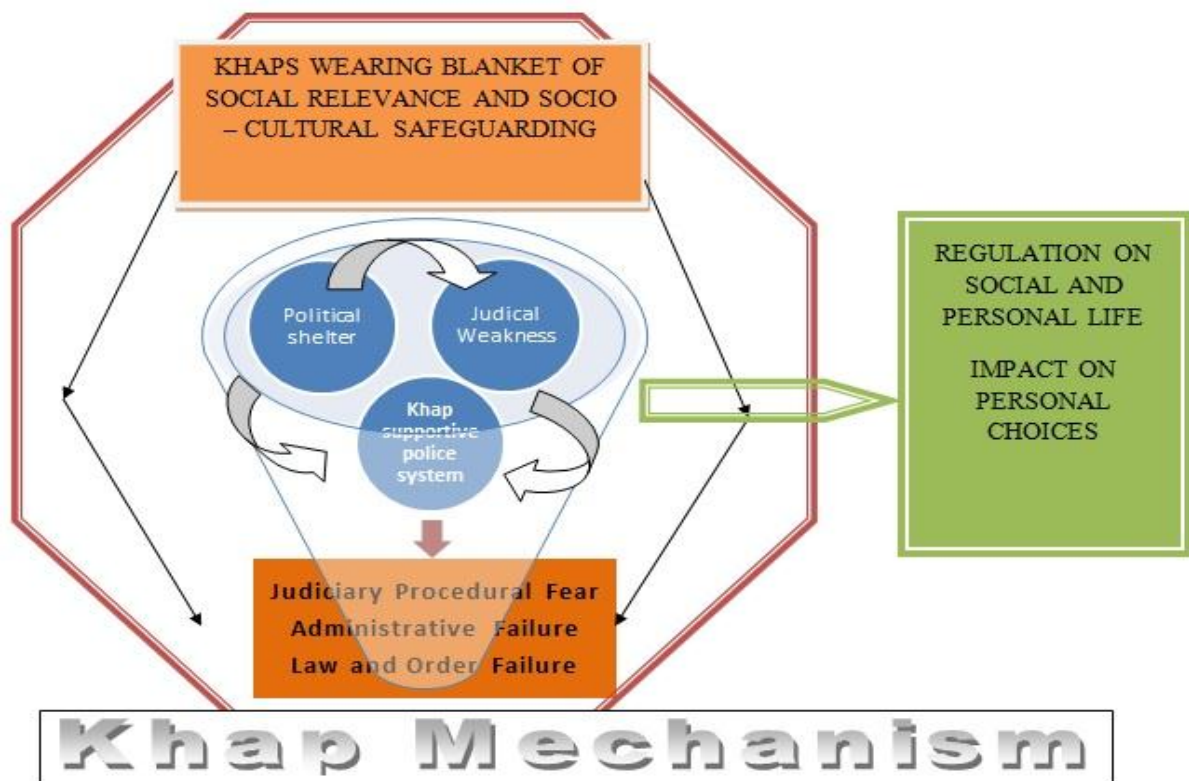 KHAPS WEARING BLANKET OF
SOCIAL RELEVANCE AND SOCIO
– CULTURAL SAFEGUARDING
REGULATION ON
SOCIAL AND
PERSONAL LIFE
IMPACT ON
PERSONAL
CHOICES
Political
shelter
Judical
Weakness
Khap
supportive
police
system
Judiciary Procedural Fear
Administrative Failure
Law and Order Failure
Khap Mechanism